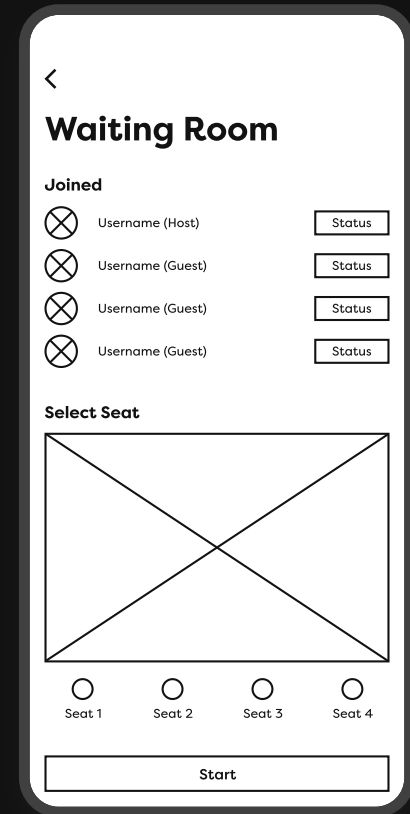 Waiting Room
Joined
Username (Host) Status
Username (Guest) Status
Username (Guest) Status
Username (Guest) Status
Select Seat
Seat 1 Seat 2 Seat 3 Seat 4
Start